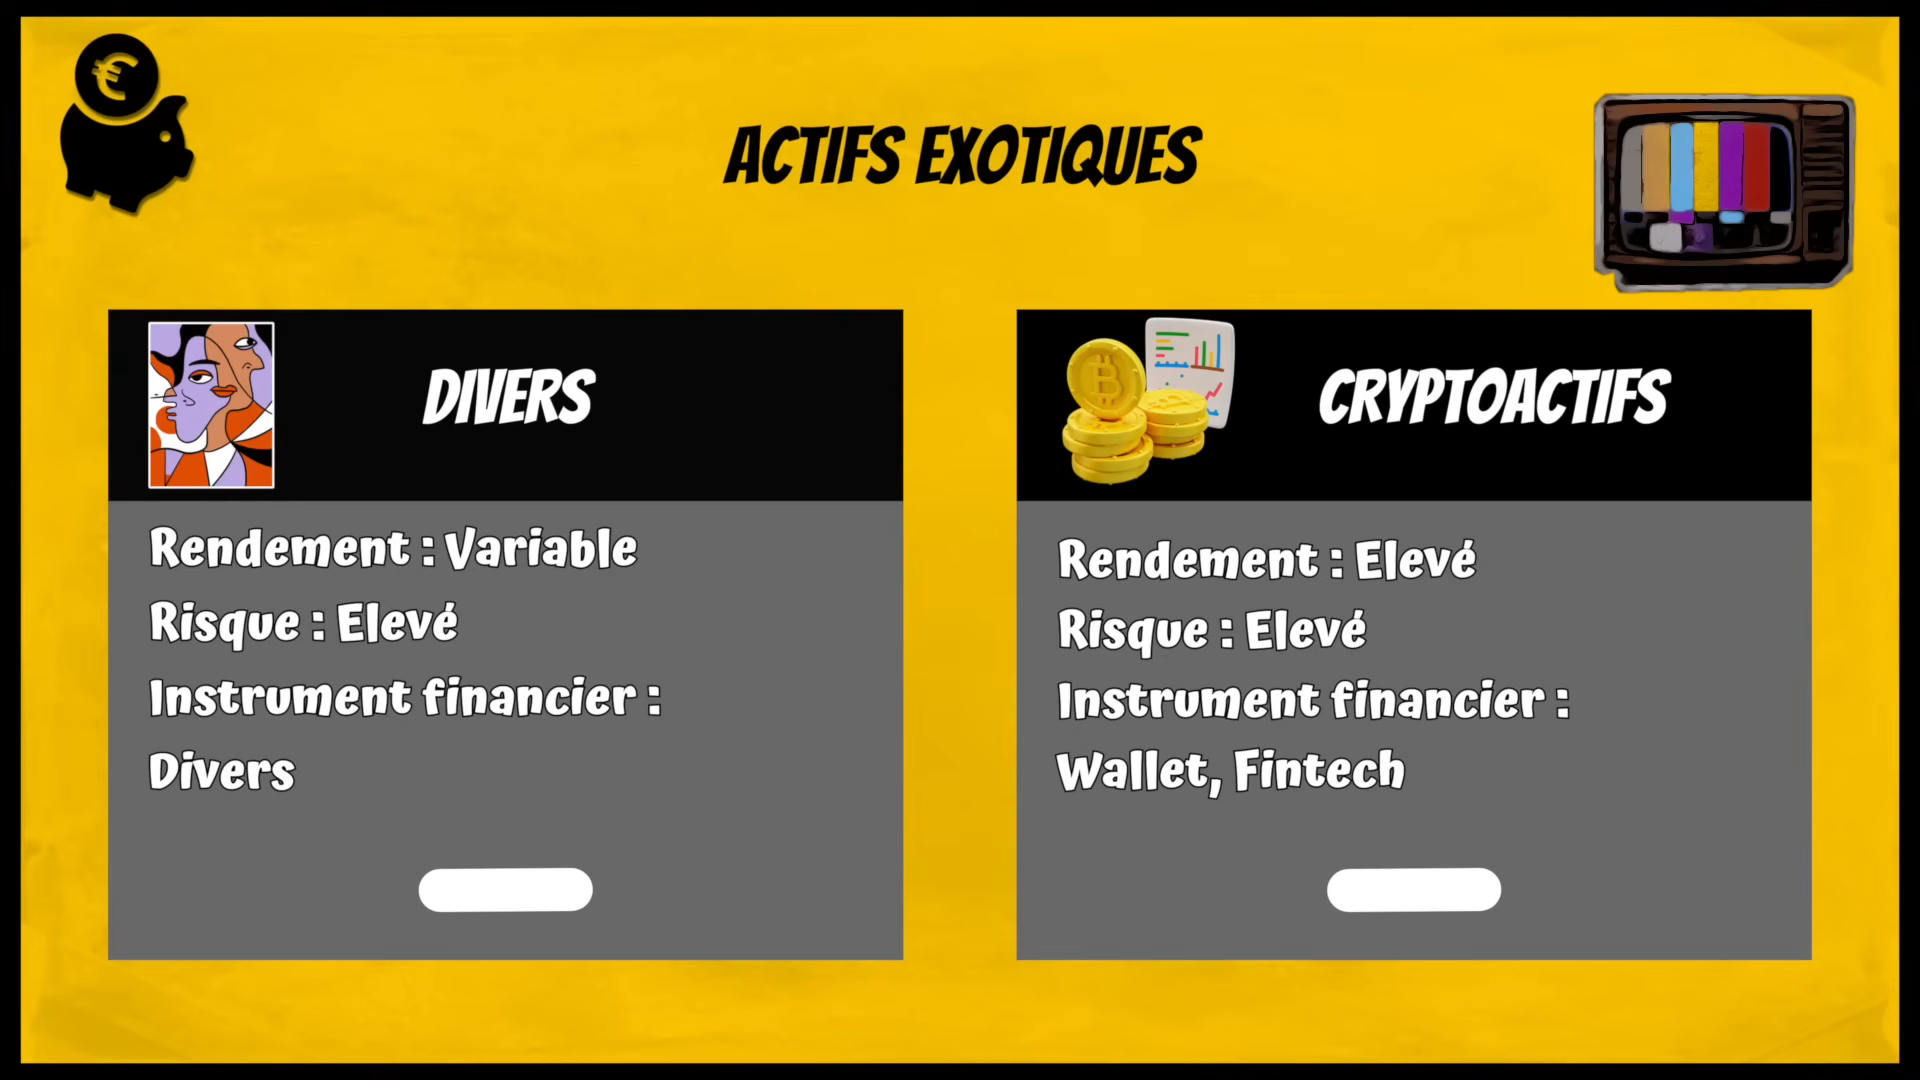 €
ACTIFS EXOTIQUES
DIVERS
Rendement : Variable
Risque : Elevé
Instrument financier :
Divers
CRYPTOACTIFS
Rendement : Elevé
Risque : Elevé
Instrument financier :
Wallet, Fintech